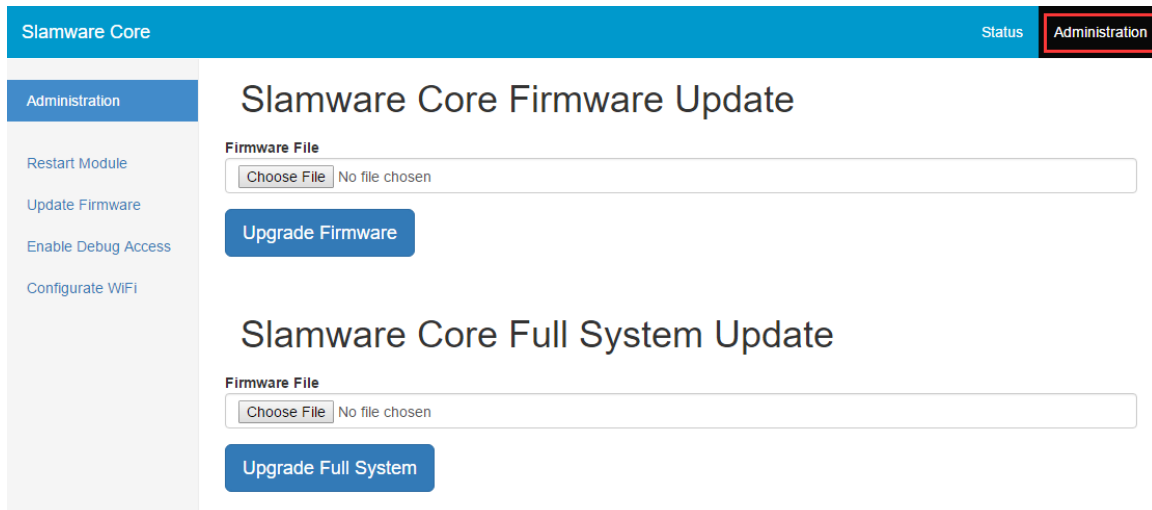 Slamware Core
Status
Administration
Administration
Restart Module
Update Firmware
Enable Debug Access
Configurate WiFi
Slamware Core Firmware Update
Firmware File
Choose File No file chosen
Upgrade Firmware
Slamware Core Full System Update
Firmware File
Choose File No file chosen
Upgrade Full System